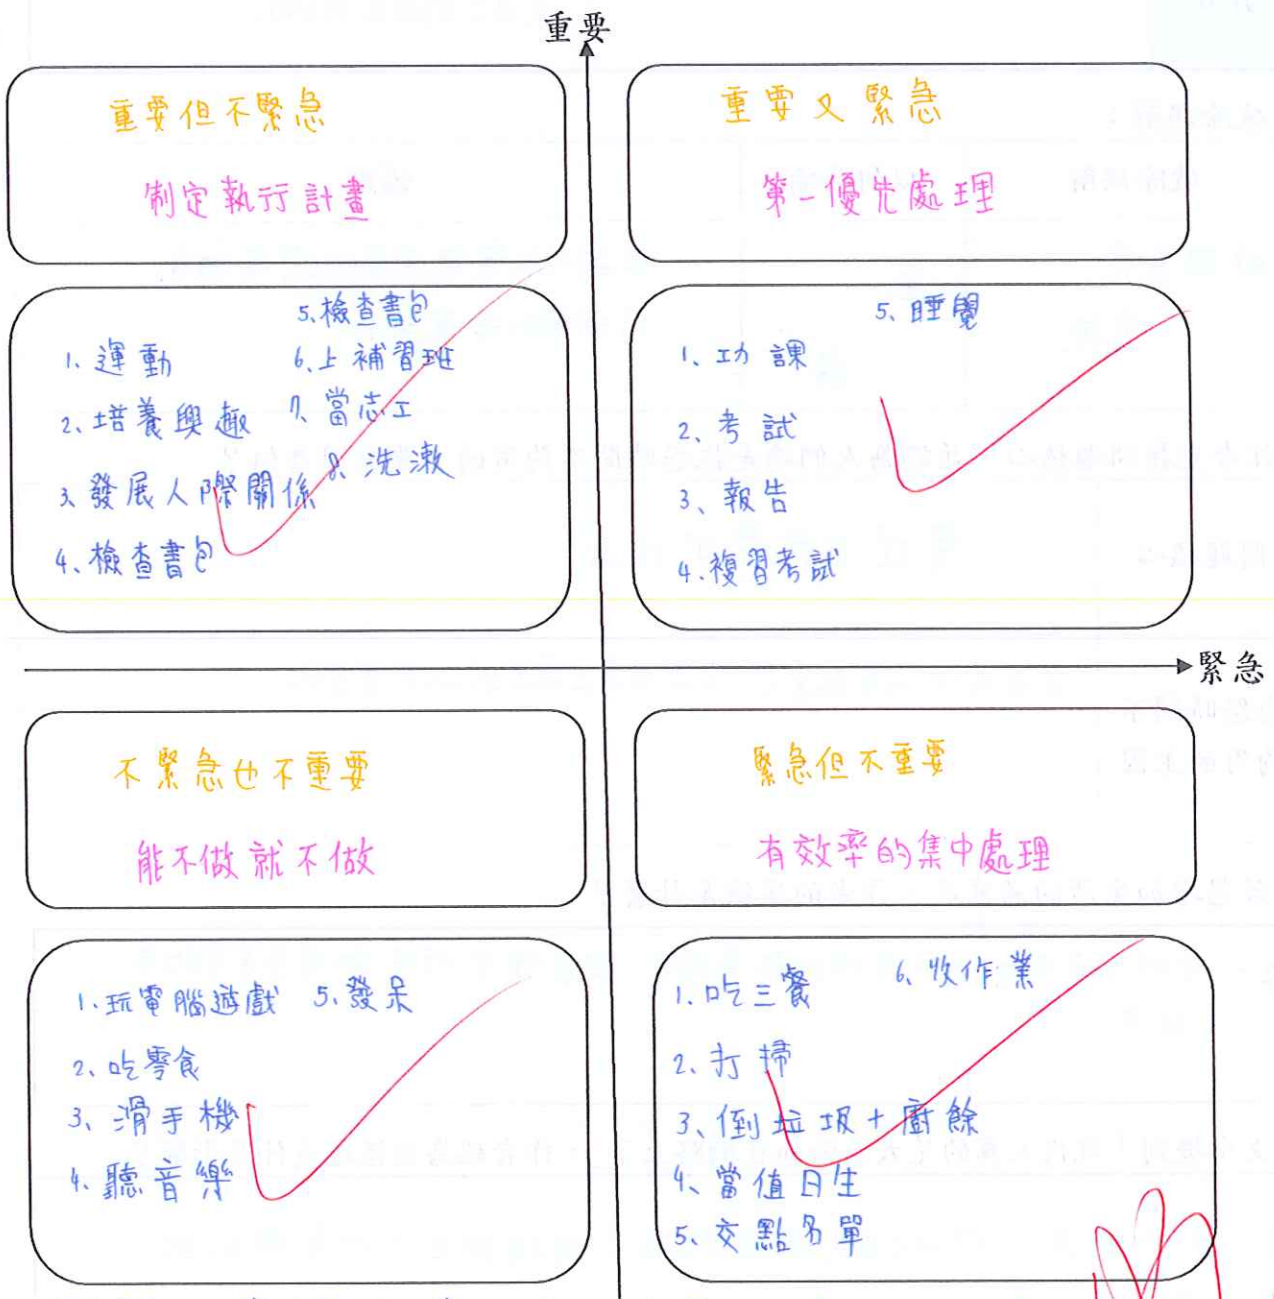 重要
重要但不緊急
制定執行計畫
重要又緊急
第一優先處理
1、運動
2、培養興趣
3、發展人際關係
4、檢查書包
5、檢查書包
6、上補習班
7、當志工
8、洗漱
1、功課
2、考試
3、報告
4、複習考試
5、睡覺
緊急
不緊急也不重要
能不做就不做
緊急但不重要
有效率的集中處理
1、玩電腦遊戲
2、吃零食
3、滑手機
4、聽音樂
5、發呆
1、吃三餐
2、打掃
3、倒垃圾+廚餘
4、當值日生
5、交點名單
6、收作業